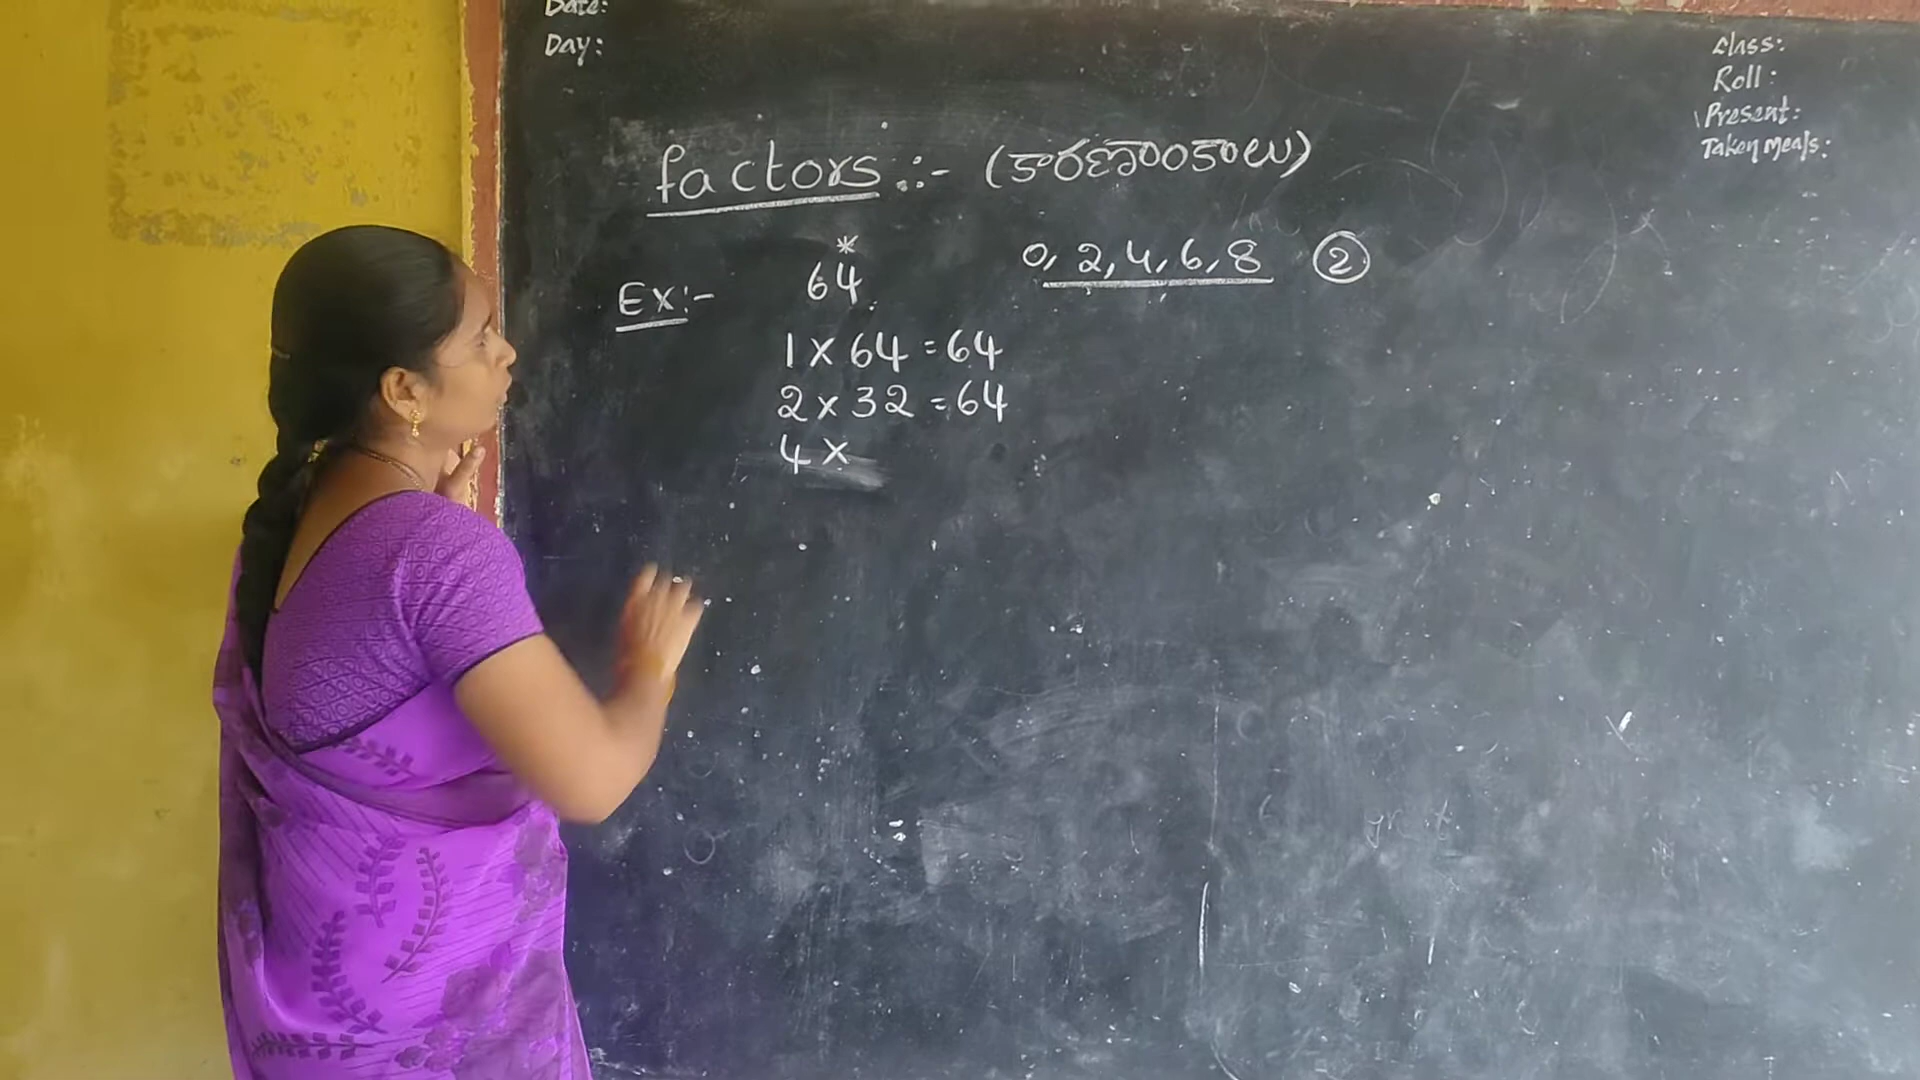 Date:
Day:
Class:
Roll:
Present:
Taken meals:
factors :- (కారణాంకాలు)
*
Ex:- 64
0, 2, 4, 6, 8 ②
1 x 64 = 64
2 x 32 = 64
4 x